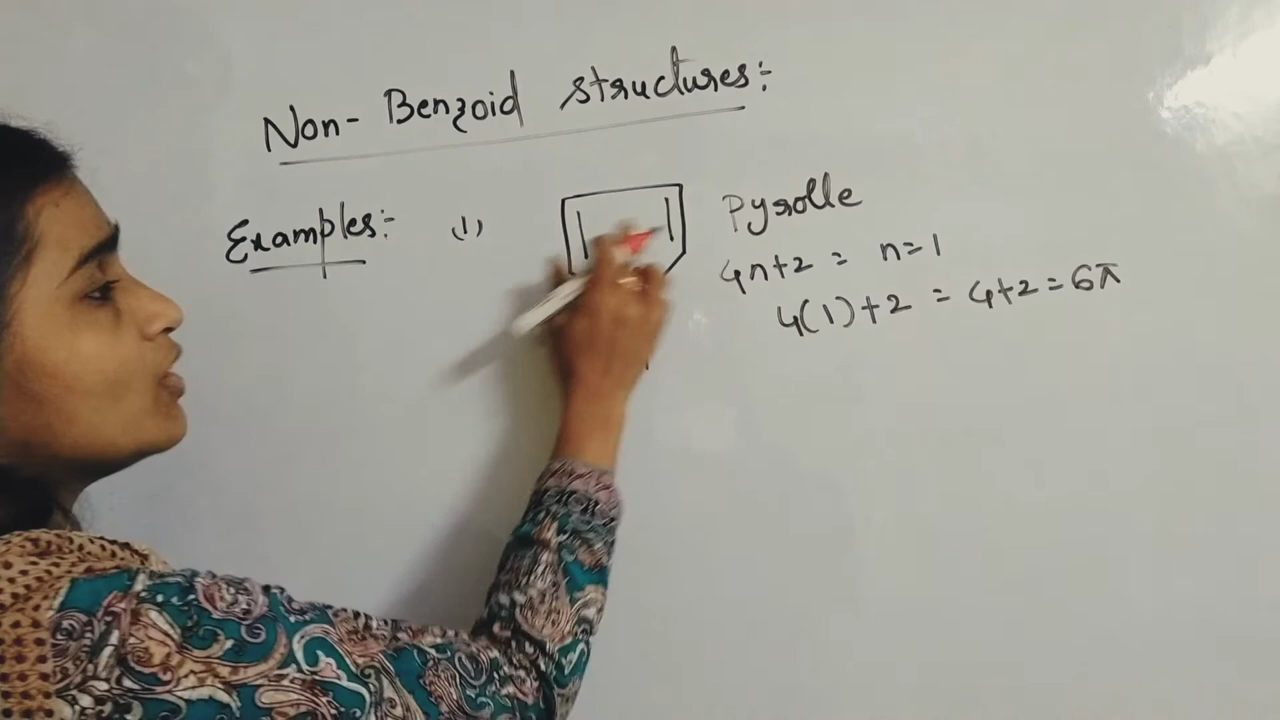 Non-Benzoid structures:-
Examples:- (1) Pyrolle
4n+2 = n=1
4(1)+2 = 4+2=6π